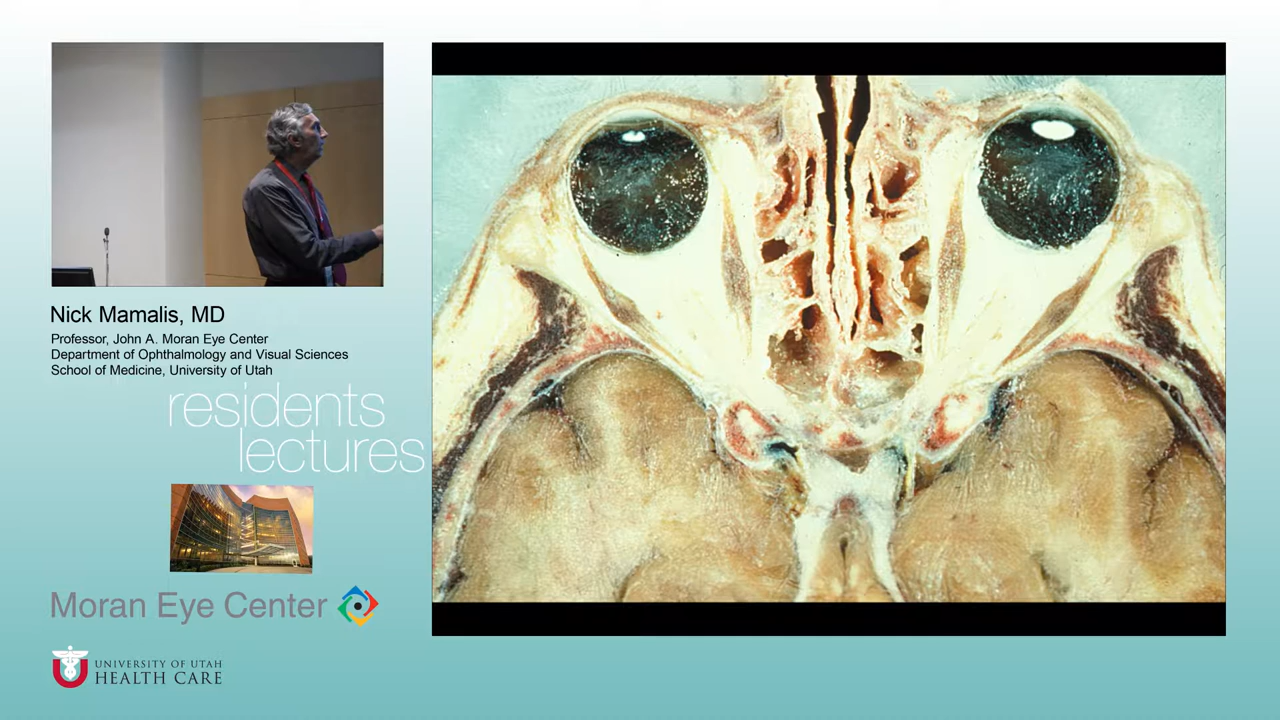 Nick Mamalis, MD
Professor, John A. Moran Eye Center
Department of Ophthalmology and Visual Sciences
School of Medicine, University of Utah
residents
lectures
Moran Eye Center
UNIVERSITY OF UTAH
HEALTH CARE